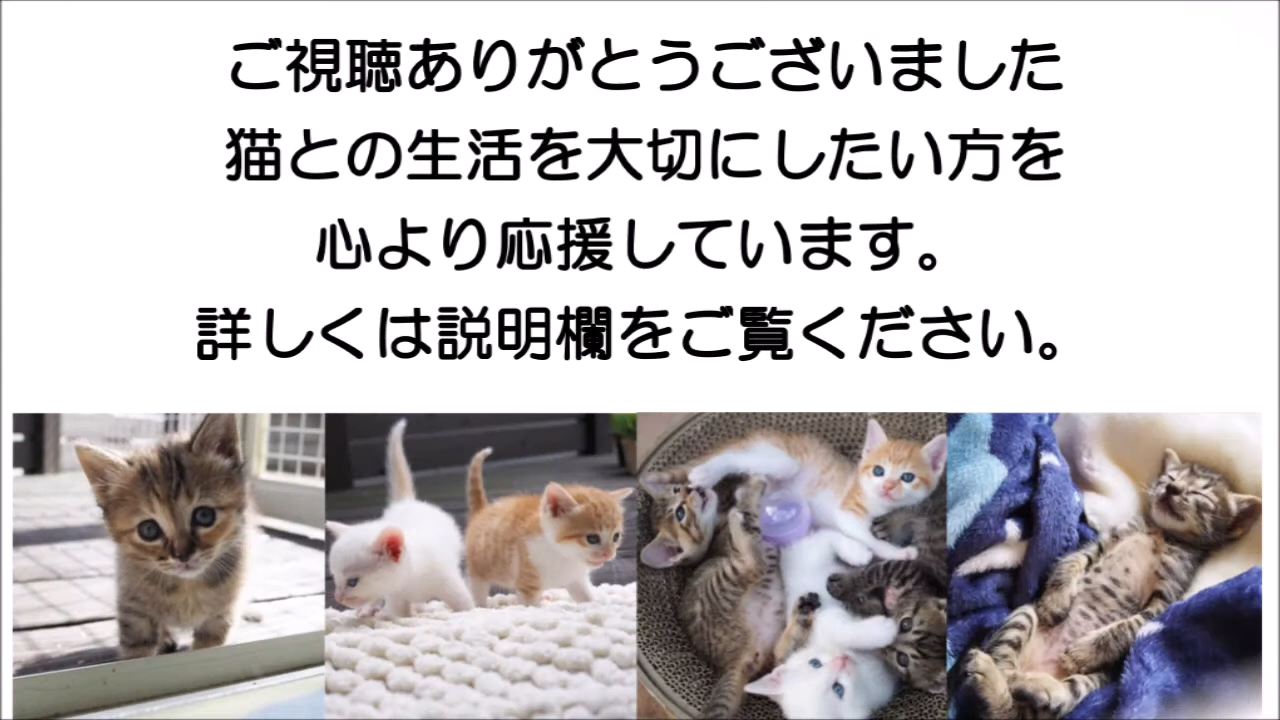 ご視聴ありがとうございました
猫との生活を大切にしたい方を
心より応援しています。
詳しくは説明欄をご覧ください。